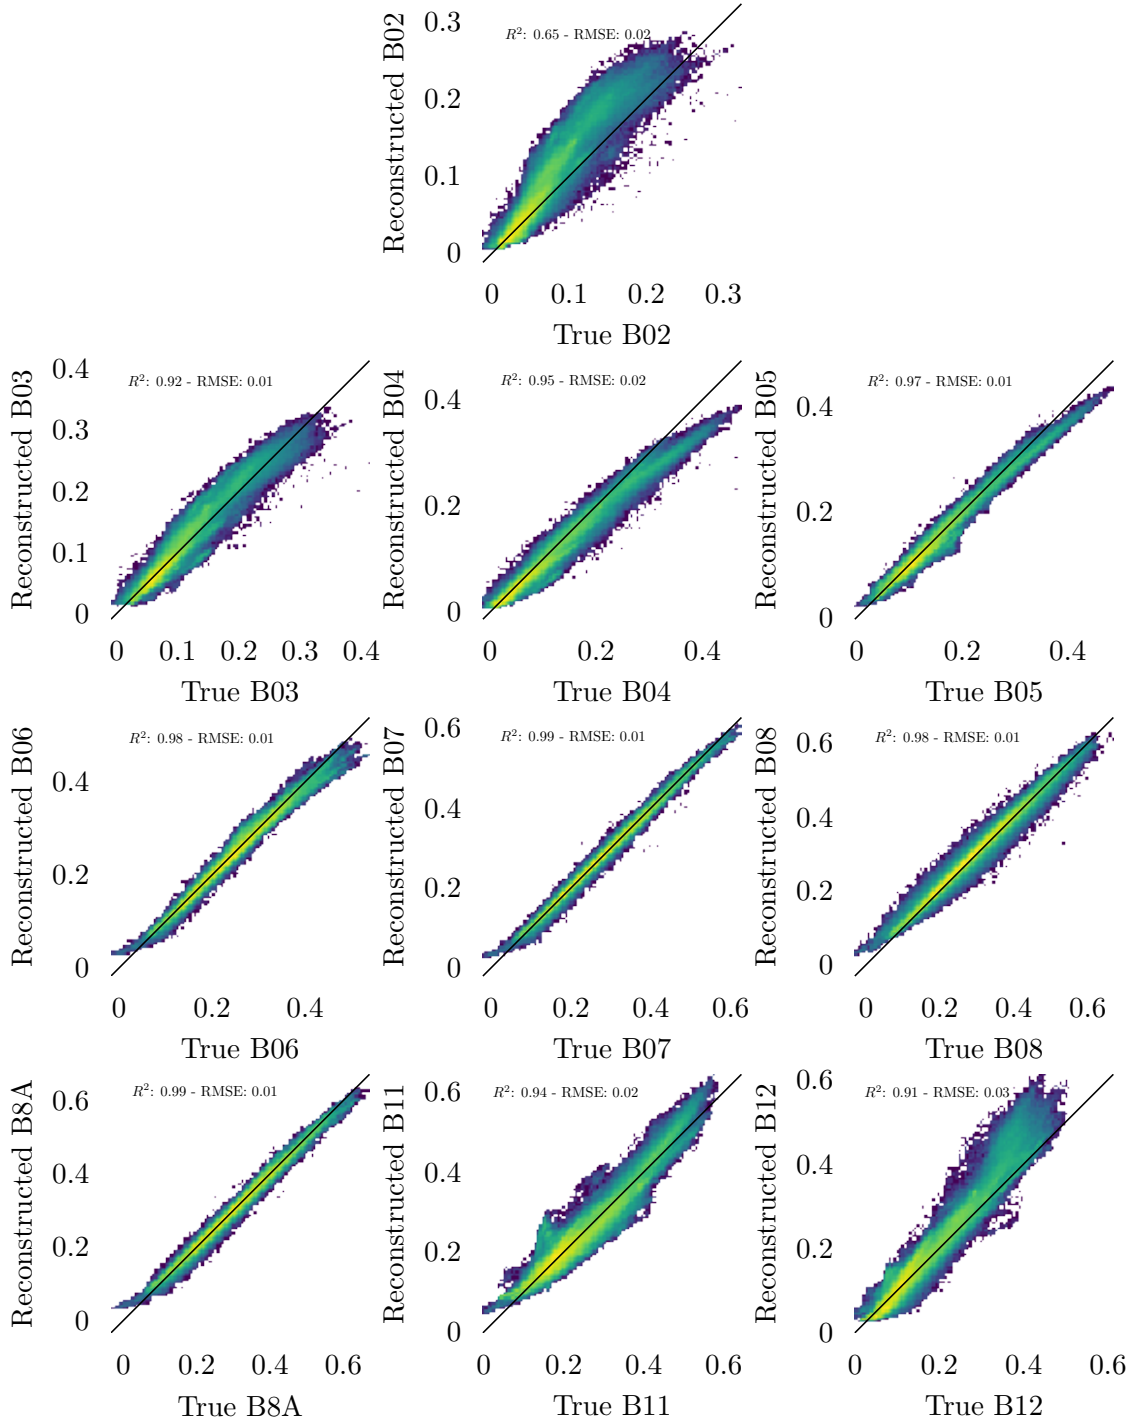 R²: 0.65 - RMSE: 0.02
Reconstructed B02
0.3
0.2
0.1
0
0 0.1 0.2 0.3
True B02
R²: 0.92 - RMSE: 0.01
Reconstructed B03
0.4
0.3
0.2
0.1
0
0 0.1 0.2 0.3 0.4
True B03
R²: 0.95 - RMSE: 0.02
Reconstructed B04
0.4
0.2
0
0 0.2 0.4
True B04
R²: 0.97 - RMSE: 0.01
Reconstructed B05
0.4
0.2
0
0 0.2 0.4
True B05
R²: 0.98 - RMSE: 0.01
Reconstructed B06
0.4
0.2
0
0 0.2 0.4
True B06
R²: 0.99 - RMSE: 0.01
Reconstructed B07
0.6
0.4
0.2
0
0 0.2 0.4 0.6
True B07
R²: 0.98 - RMSE: 0.01
Reconstructed B08
0.6
0.4
0.2
0
0 0.2 0.4 0.6
True B08
R²: 0.99 - RMSE: 0.01
Reconstructed B8A
0.6
0.4
0.2
0
0 0.2 0.4 0.6
True B8A
R²: 0.94 - RMSE: 0.02
Reconstructed B11
0.6
0.4
0.2
0
0 0.2 0.4 0.6
True B11
R²: 0.91 - RMSE: 0.03
Reconstructed B12
0.6
0.4
0.2
0
0 0.2 0.4 0.6
True B12